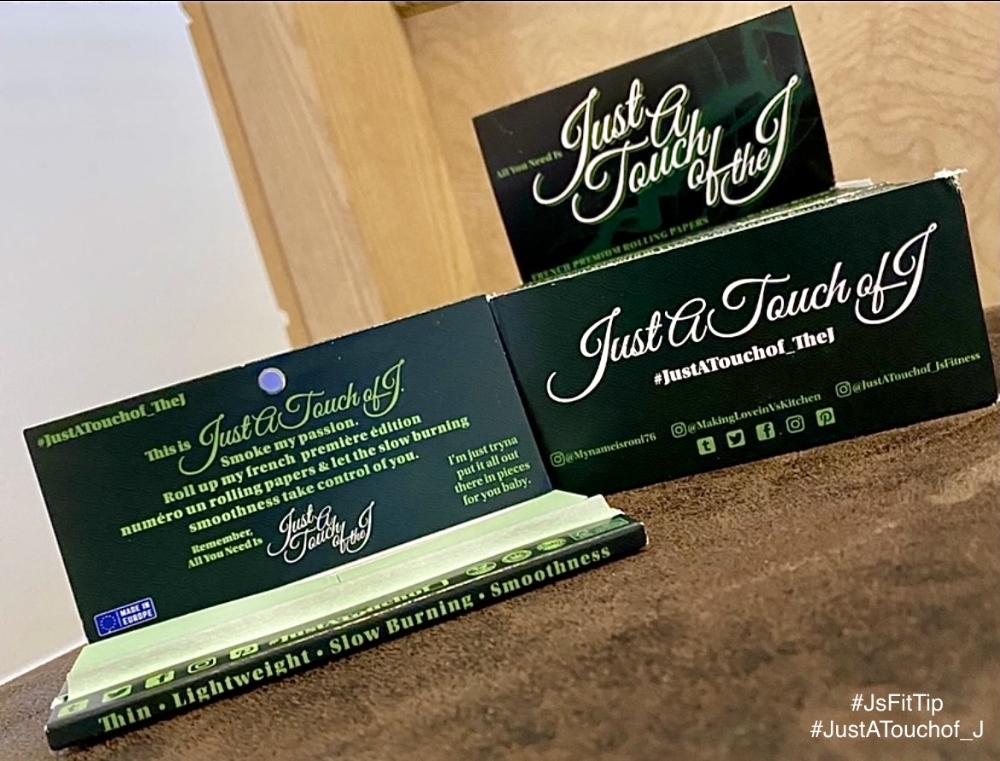 All You Need Is
Just A
Touch
of the J
FRENCH PREMIUM ROLLING PAPERS
Just A Touch of J
#JustATouchof_TheJ
@Mynameisron176
@MakingLoveinVsKitchen
@JustATouchof_JsFitness
#JustATouchof_TheJ
This is Just A Touch of J.
Smoke my passion.
Roll up my french première édition
numéro un rolling papers & let the slow burning
smoothness take control of you.
I'm just tryna
put it all out
there in pieces
for you baby.
Remember,
All You Need Is
Just A
Touch
of the J
MADE IN
EUROPE
#JustATouchof_J
Thin • Lightweight • Slow Burning • Smoothness
#JsFitTip
#JustATouchof_J